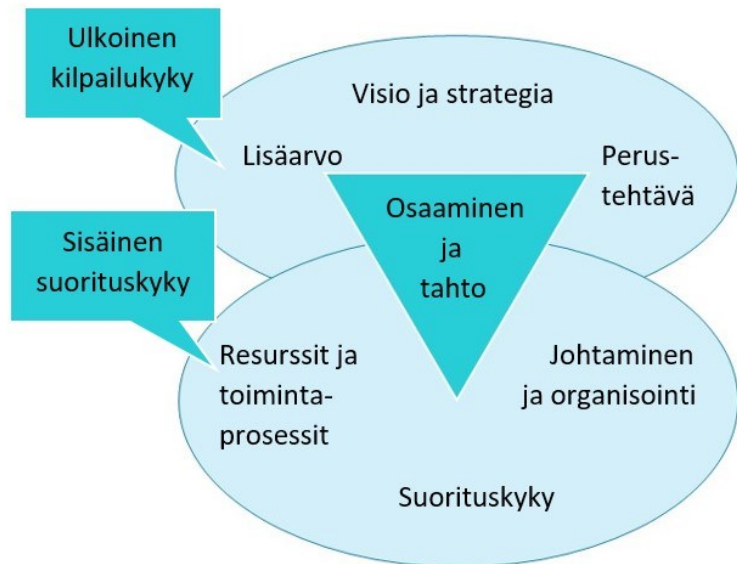 Ulkoinen
kilpailukyky
Visio ja strategia
Lisäarvo
Perus-
tehtävä
Osaaminen
ja
tahto
Sisäinen
suorituskyky
Resurssit ja
toiminta-
prosessit
Johtaminen
ja organisointi
Suorituskyky